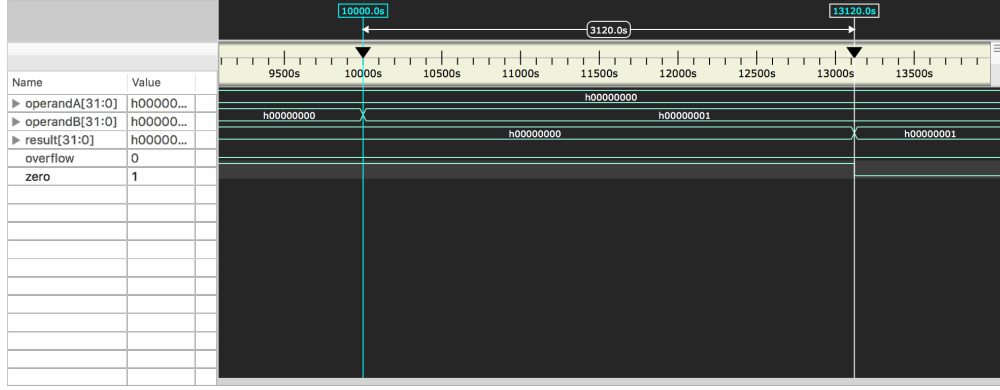 10000.0s 13120.0s
3120.0s
9500s 10000s 10500s 11000s 11500s 12000s 12500s 13000s 13500s
Name Value
operandA[31:0] h00000... h00000000
operandB[31:0] h00000... h00000000 h00000001
result[31:0] h00000... h00000000 h00000001
overflow 0
zero 1